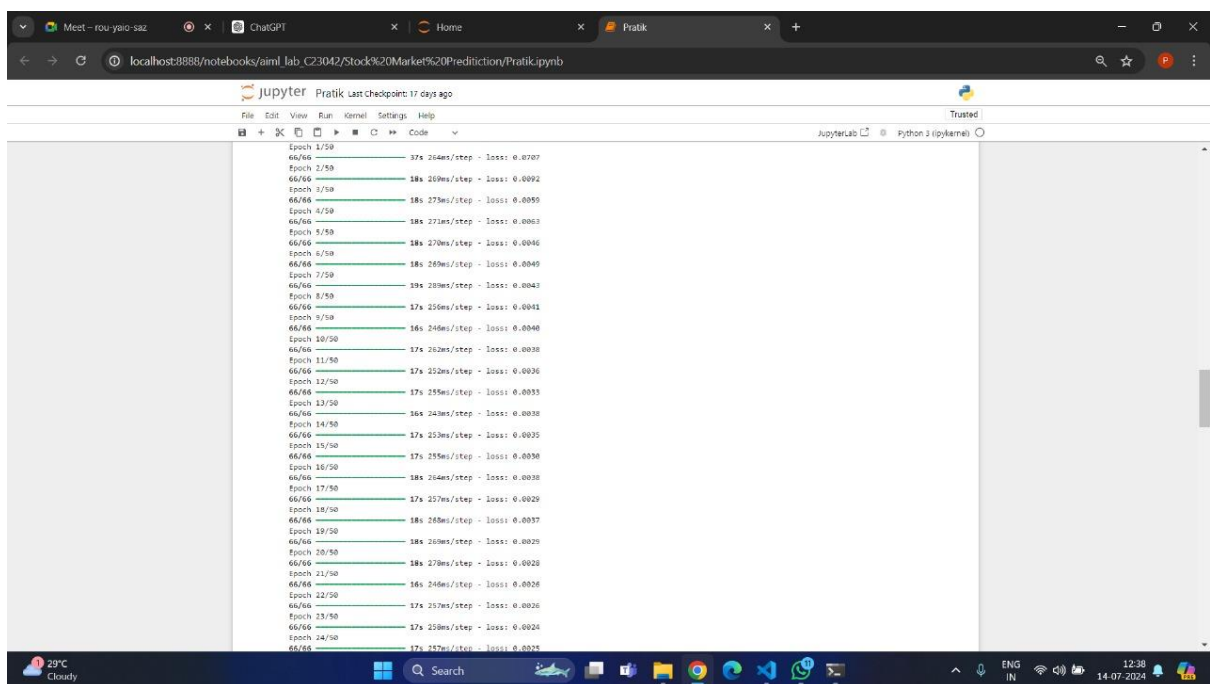 Meet – rou-yaio-saz
ChatGPT
Home
Pratik
localhost:8888/notebooks/aiml_lab_C23042/Stock%20Market%20Preditiction/Pratik.ipynb
P
jupyter Pratik Last Checkpoint: 17 days ago
File Edit View Run Kernel Settings Help
Trusted
Code
JupyterLab
Python 3 (ipykernel)
Epoch 1/50
66/66 37s 264ms/step - loss: 0.0707
Epoch 2/50
66/66 18s 269ms/step - loss: 0.0092
Epoch 3/50
66/66 18s 273ms/step - loss: 0.0059
Epoch 4/50
66/66 18s 271ms/step - loss: 0.0063
Epoch 5/50
66/66 18s 270ms/step - loss: 0.0046
Epoch 6/50
66/66 18s 269ms/step - loss: 0.0049
Epoch 7/50
66/66 19s 289ms/step - loss: 0.0043
Epoch 8/50
66/66 17s 256ms/step - loss: 0.0041
Epoch 9/50
66/66 16s 246ms/step - loss: 0.0040
Epoch 10/50
66/66 17s 262ms/step - loss: 0.0038
Epoch 11/50
66/66 17s 252ms/step - loss: 0.0036
Epoch 12/50
66/66 17s 255ms/step - loss: 0.0033
Epoch 13/50
66/66 16s 243ms/step - loss: 0.0038
Epoch 14/50
66/66 17s 253ms/step - loss: 0.0035
Epoch 15/50
66/66 17s 255ms/step - loss: 0.0030
Epoch 16/50
66/66 18s 264ms/step - loss: 0.0038
Epoch 17/50
66/66 17s 257ms/step - loss: 0.0029
Epoch 18/50
66/66 18s 268ms/step - loss: 0.0037
Epoch 19/50
66/66 18s 269ms/step - loss: 0.0029
Epoch 20/50
66/66 18s 278ms/step - loss: 0.0028
Epoch 21/50
66/66 16s 246ms/step - loss: 0.0026
Epoch 22/50
66/66 17s 257ms/step - loss: 0.0026
Epoch 23/50
66/66 17s 258ms/step - loss: 0.0024
Epoch 24/50
66/66 17s 257ms/step - loss: 0.0025
1
29°C
Cloudy
Search
ENG
IN
12:38
14-07-2024